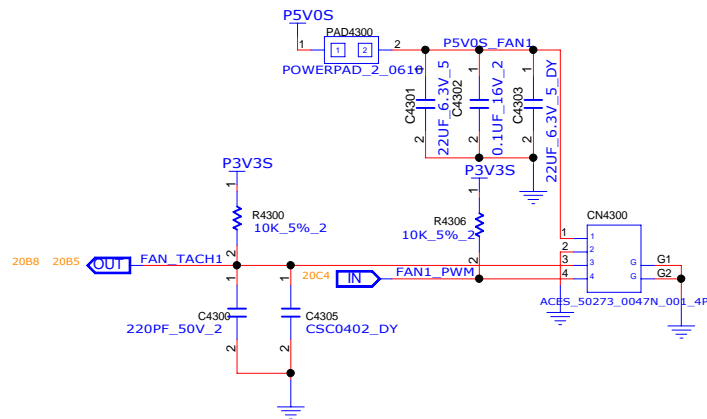 P5V0S
PAD4300
1
1
2
2
P5V0S_FAN1
POWERPAD_2_0610
1
1
1
C4301
22UF_6.3V_5
C4302
0.1UF_16V_2
C4303
22UF_6.3V_5_DY
2
2
2
P3V3S
P3V3S
1
1
R4300
10K_5%_2
R4306
10K_5%_2
CN4300
2
2
20B8
20B5
OUT
FAN_TACH1
20C4
IN
FAN1_PWM
1
2
3
4
1
2
3
4
G
G
G1
G2
ACES_50273_0047N_001_4P
1
1
C4300
220PF_50V_2
C4305
CSC0402_DY
2
2